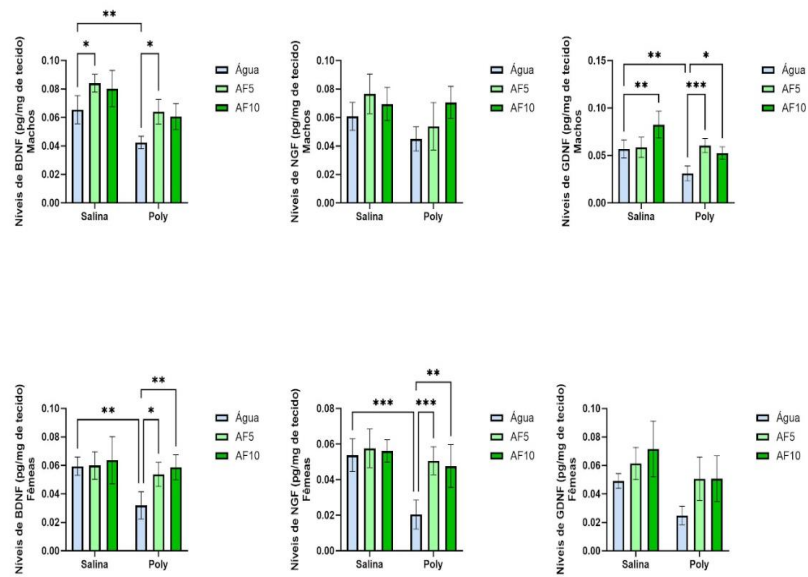 **
* *
0.10
0.08
0.06
0.04
0.02
0.00
Níveis de BDNF (pg/mg de tecido)
Machos
Salina Poly
Água
AF5
AF10
0.10
0.08
0.06
0.04
0.02
0.00
Níveis de NGF (pg/mg de tecido)
Machos
Salina Poly
Água
AF5
AF10
** *
** ***
0.15
0.10
0.05
0.00
Níveis de GDNF (pg/mg de tecido)
Machos
Salina Poly
Água
AF5
AF10
**
** *
0.10
0.08
0.06
0.04
0.02
0.00
Níveis de BDNF (pg/mg de tecido)
Fêmeas
Salina Poly
Água
AF5
AF10
**
*** ***
0.08
0.06
0.04
0.02
0.00
Níveis de NGF (pg/mg de tecido)
Fêmeas
Salina Poly
Água
AF5
AF10
0.10
0.08
0.06
0.04
0.02
0.00
Níveis de GDNF (pg/mg de tecido)
Fêmeas
Salina Poly
Água
AF5
AF10